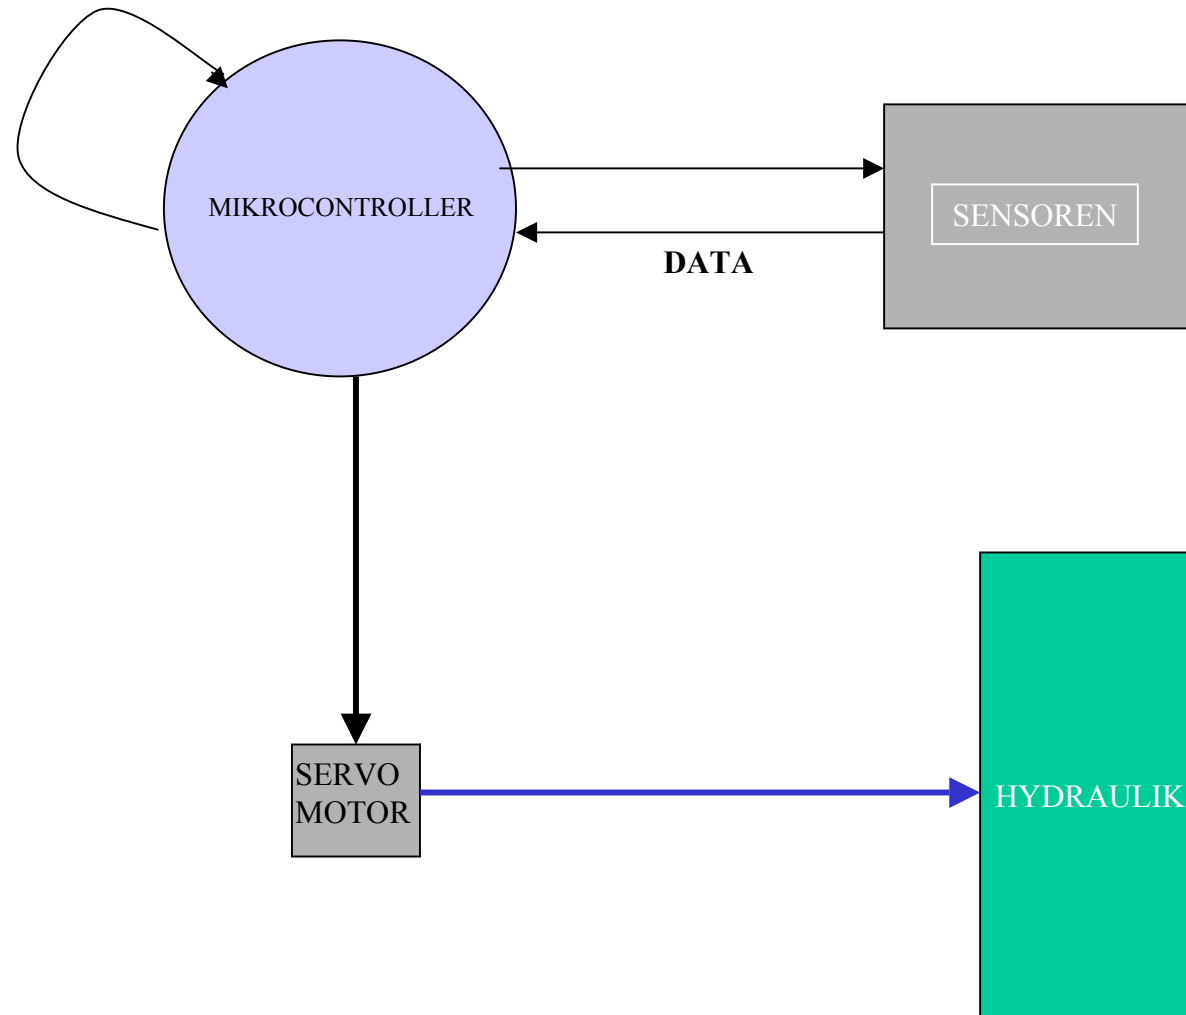 MIKROCONTROLLER
SENSOREN
DATA
SERVO
MOTOR
HYDRAULIK